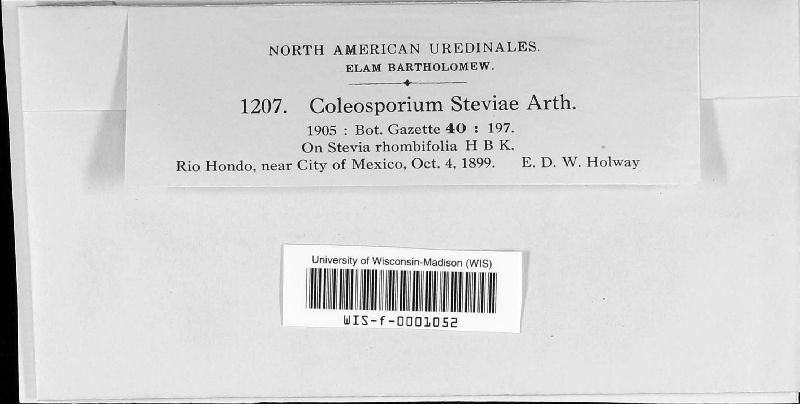 NORTH AMERICAN UREDINALES.
ELAM BARTHOLOMEW.
1207. Coleosporium Steviae Arth.
1905 : Bot. Gazette 40 : 197.
On Stevia rhombifolia H B K.
Rio Hondo, near City of Mexico, Oct. 4, 1899. E. D. W. Holway
University of Wisconsin-Madison (WIS)
WIS-f-0001052